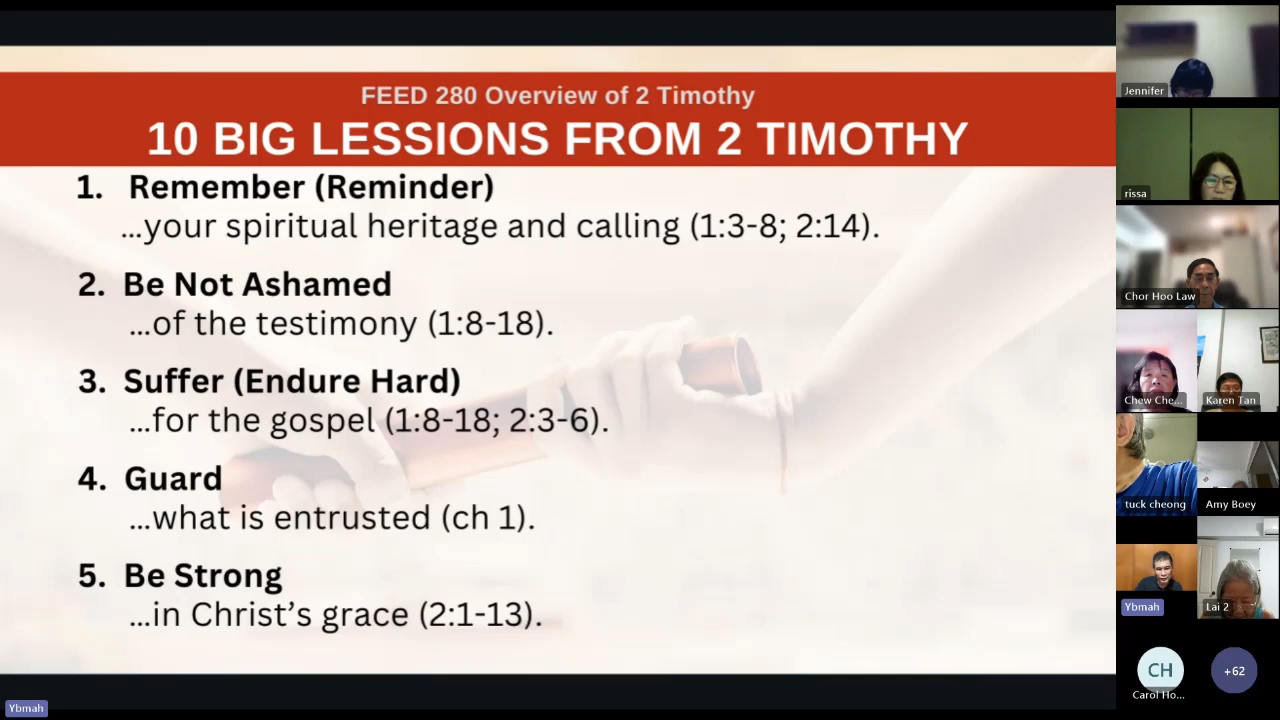 FEED 280 Overview of 2 Timothy
10 BIG LESSIONS FROM 2 TIMOTHY
1. Remember (Reminder)
...your spiritual heritage and calling (1:3-8; 2:14).
2. Be Not Ashamed
...of the testimony (1:8-18).
3. Suffer (Endure Hard)
...for the gospel (1:8-18; 2:3-6).
4. Guard
...what is entrusted (ch 1).
5. Be Strong
...in Christ’s grace (2:1-13).
Ybmah
Jennifer
rissa
Chor Hoo Law
Chew Che...
Karen Tan
tuck cheong
Amy Boey
Ybmah
Lai 2
CH
Carol Ho...
+62